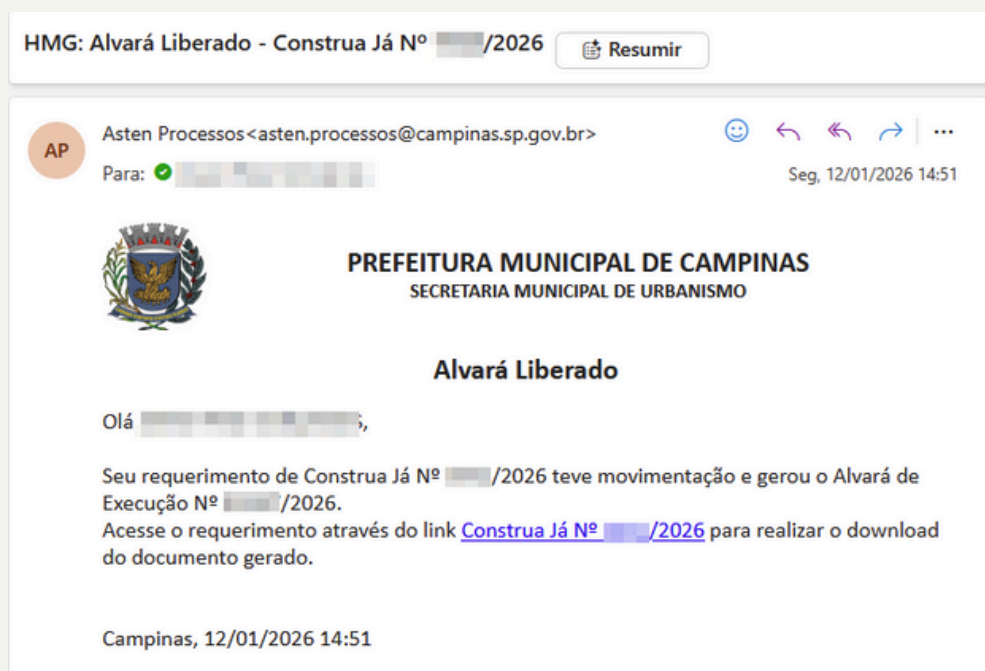 HMG: Alvará Liberado - Construa Já Nº /2026
Resumir
AP
Asten Processos<asten.processos@campinas.sp.gov.br>
Para:
Seg, 12/01/2026 14:51
PREFEITURA MUNICIPAL DE CAMPINAS
SECRETARIA MUNICIPAL DE URBANISMO
Alvará Liberado
Olá ,
Seu requerimento de Construa Já Nº /2026 teve movimentação e gerou o Alvará de
Execução Nº /2026.
Acesse o requerimento através do link Construa Já Nº /2026 para realizar o download
do documento gerado.
Campinas, 12/01/2026 14:51